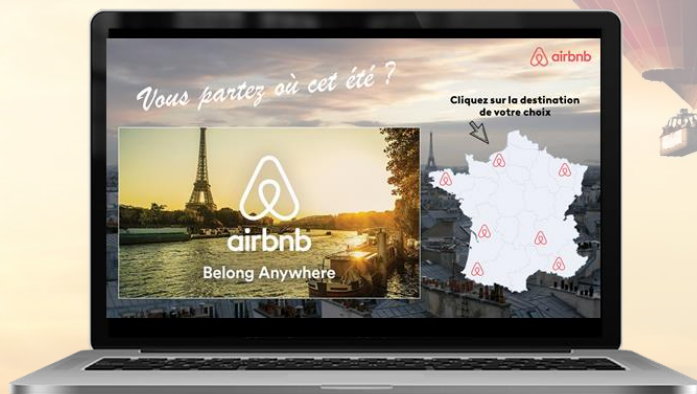 airbnb
Vous partez où cet été ?
Cliquez sur la destination
de votre choix
airbnb
Belong Anywhere